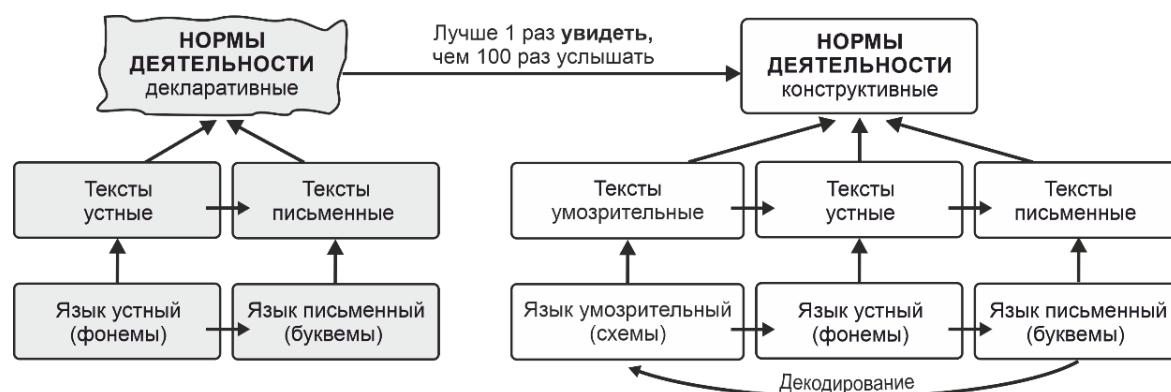 НОРМЫ
ДЕЯТЕЛЬНОСТИ
декларативные
Лучше 1 раз увидеть,
чем 100 раз услышать
НОРМЫ
ДЕЯТЕЛЬНОСТИ
конструктивные
Тексты
устные
Тексты
письменные
Тексты
умозрительные
Тексты
устные
Тексты
письменные
Язык устный
(фонемы)
Язык письменный
(буквемы)
Язык умозрительный
(схемы)
Язык устный
(фонемы)
Язык письменный
(буквемы)
Декодирование